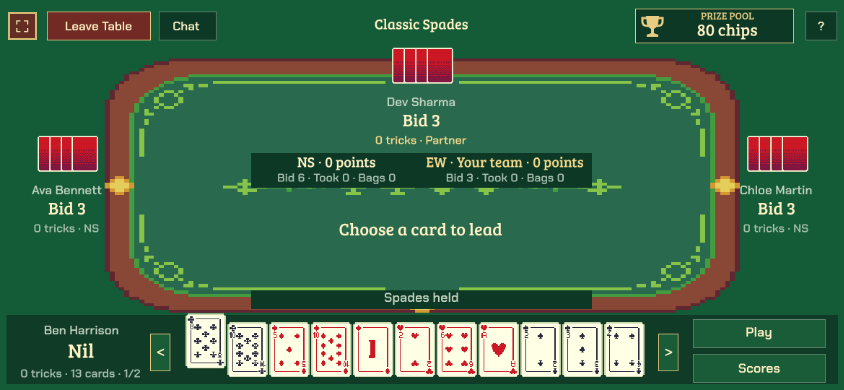 Leave Table
Chat
Classic Spades
PRIZE POOL
80 chips
?
Dev Sharma
Bid 3
0 tricks · Partner
Ava Bennett
Bid 3
0 tricks · NS
NS · 0 points
Bid 6 · Took 0 · Bags 0
EW · Your team · 0 points
Bid 3 · Took 0 · Bags 0
Chloe Martin
Bid 3
0 tricks · NS
Choose a card to lead
Spades held
Ben Harrison
Nil
0 tricks · 13 cards · 1/2
<
>
Play
Scores